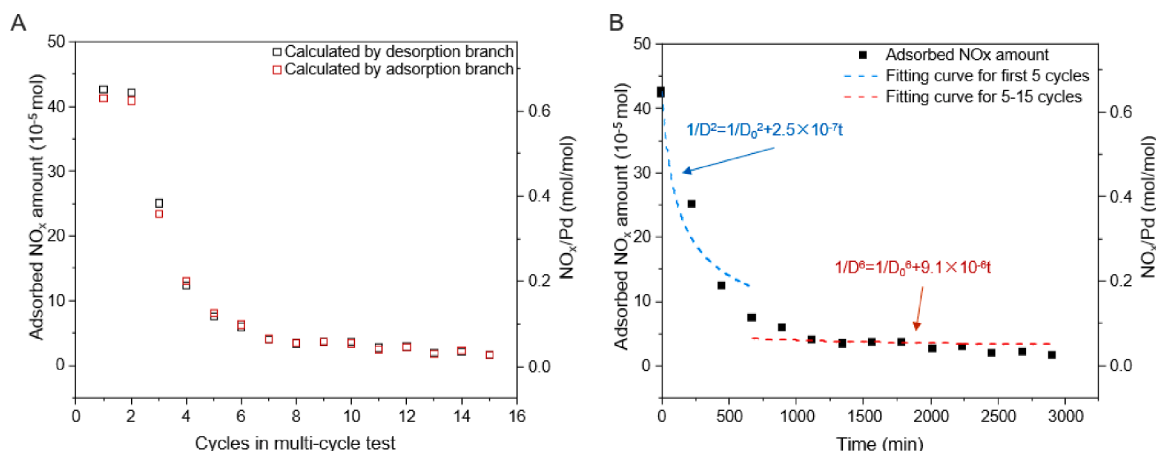 A
Calculated by desorption branch
Calculated by adsorption branch
Adsorbed NOₓ amount (10⁻⁵ mol)
50
40
30
20
10
0
0.6
0.4
0.2
0.0
NOₓ/Pd (mol/mol)
0 2 4 6 8 10 12 14 16
Cycles in multi-cycle test
B
Adsorbed NOx amount
Fitting curve for first 5 cycles
Fitting curve for 5-15 cycles
1/D²=1/D₀²+2.5×10⁻⁷t
1/D⁶=1/D₀⁶+9.1×10⁻⁶t
Adsorbed NOₓ amount (10⁻⁵ mol)
50
40
30
20
10
0
0.6
0.4
0.2
0.0
NOₓ/Pd (mol/mol)
0 500 1000 1500 2000 2500 3000
Time (min)